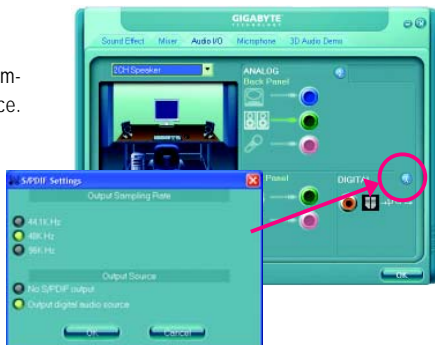 GIGABYTE
TECHNOLOGY
Sound Effect Mixer Audio I/O Microphone 3D Audio Demo
m-
ce.
2CH Speaker
ANALOG
Back Panel
Panel
DIGITAL
OK
S/PDIF Settings
Output Sampling Rate
44.1K Hz
48K Hz
96K Hz
Output Source
No S/PDIF output
Output digital audio source
OK Cancel